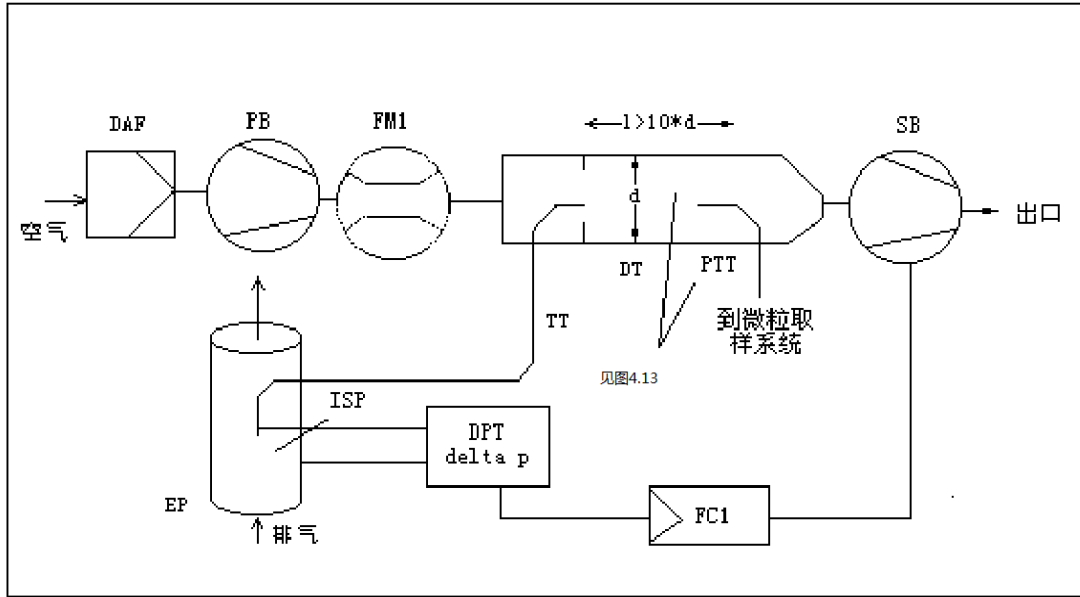 DAF
PB
FM1
l>10*d
SB
空气
d
出口
DT
PTT
TT
到微粒取
样系统
见图4.13
ISP
DPT
delta p
EP
FC1
排气